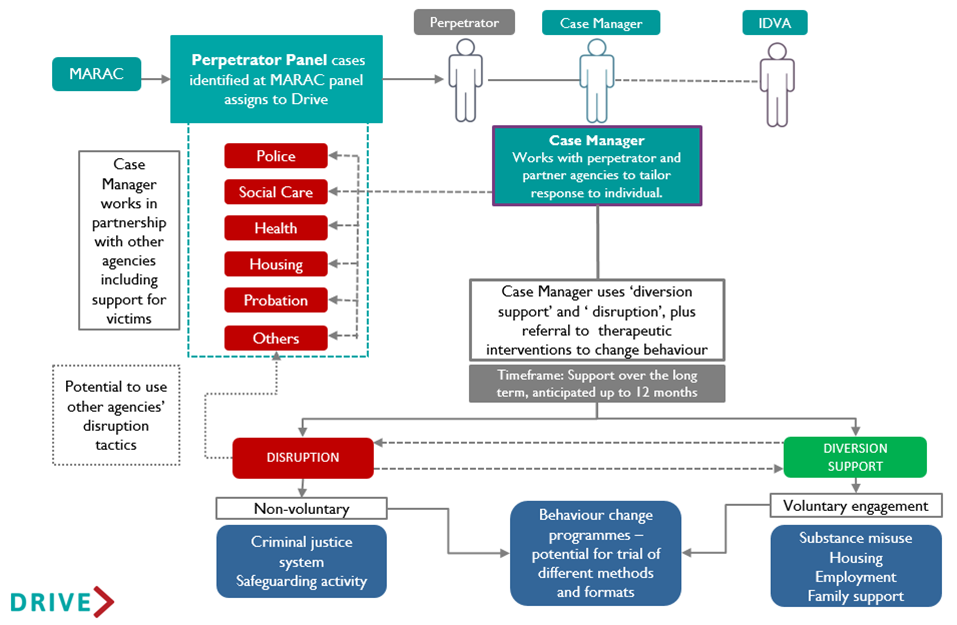 Perpetrator
Case Manager
IDVA
MARAC
Perpetrator Panel cases
identified at MARAC panel
assigns to Drive
Case Manager
Works with perpetrator and
partner agencies to tailor
response to individual.
Case
Manager
works in
partnership
with other
agencies
including
support for
victims
Police
Social Care
Health
Housing
Probation
Others
Case Manager uses ‘diversion
support’ and ‘ disruption’, plus
referral to therapeutic
interventions to change behaviour
Timeframe: Support over the long
term, anticipated up to 12 months
Potential to use
other agencies’
disruption
tactics
DISRUPTION
DIVERSION
SUPPORT
Non-voluntary
Voluntary engagement
Criminal justice
system
Safeguarding activity
Behaviour change
programmes –
potential for trial of
different methods
and formats
Substance misuse
Housing
Employment
Family support
DRIVE